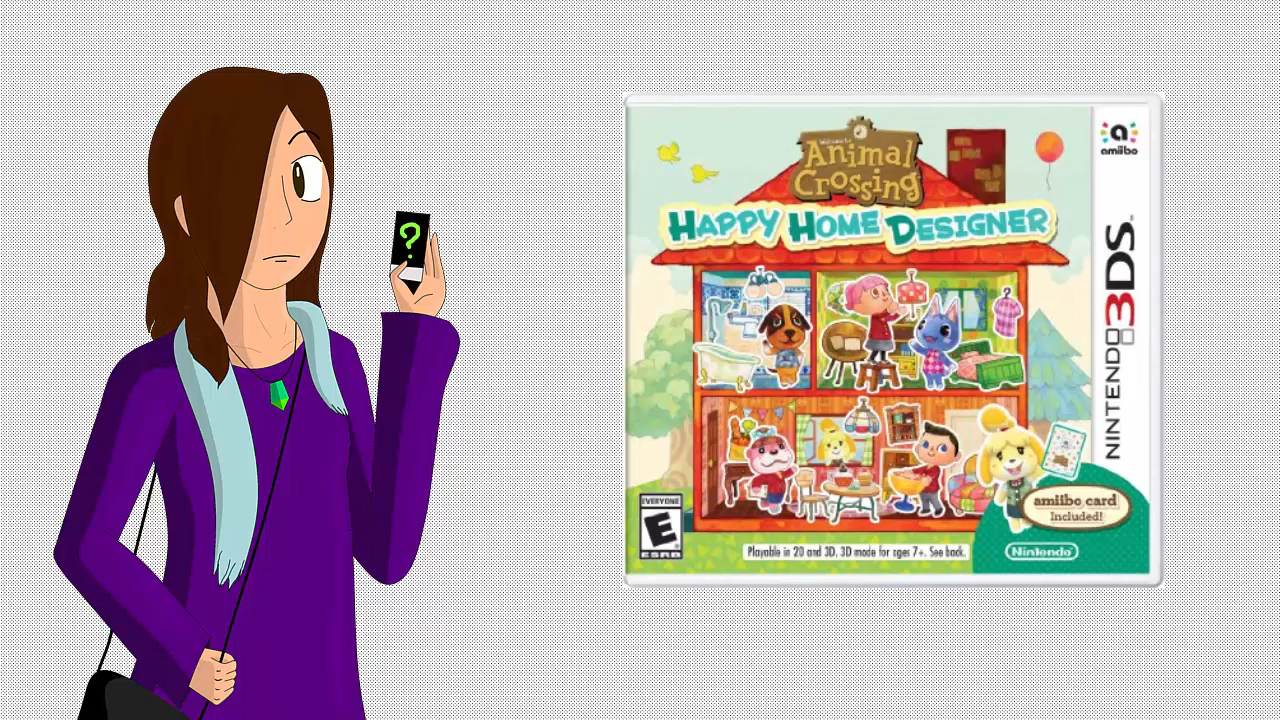 ?
Welcome to
Animal
Crossing
HAPPY HOME DESIGNER
a
amiibo
NINTENDO 3DS
amiibo card
Included!
EVERYONE
E
ESRB
Playable in 2D and 3D. 3D mode for ages 7+. See back.
Nintendo